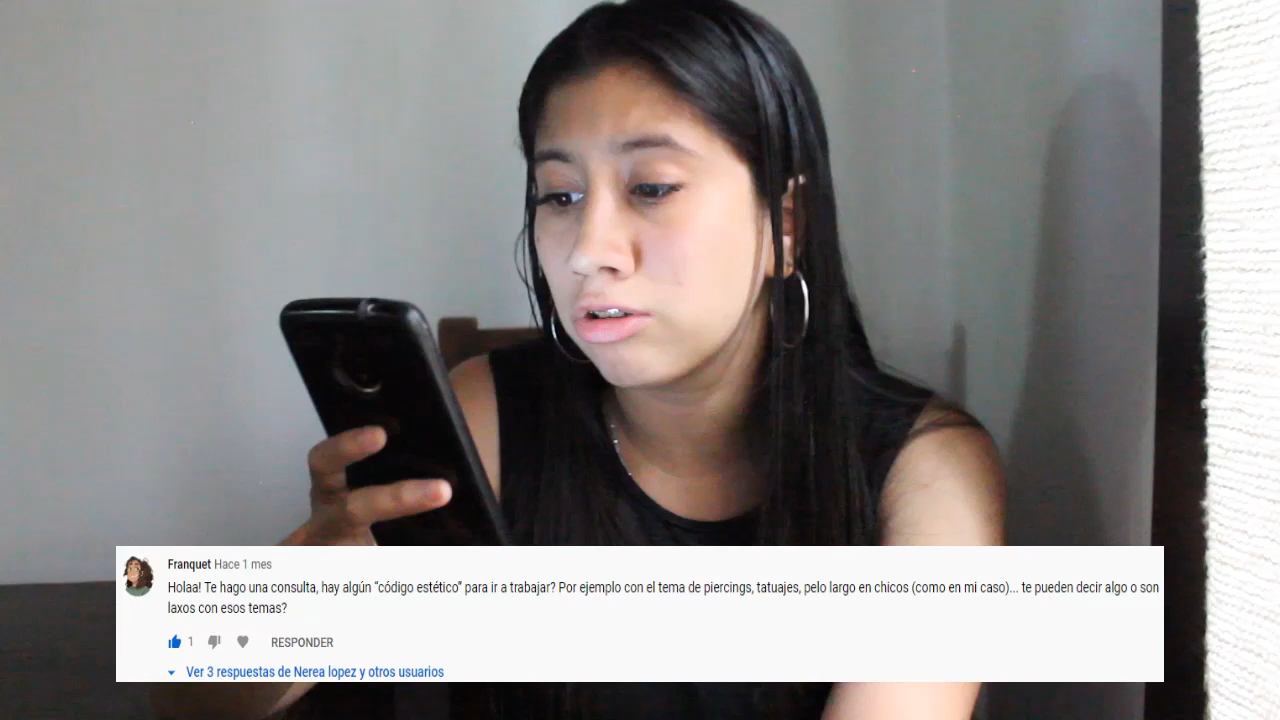 Franquet Hace 1 mes
Holaa! Te hago una consulta, hay algún “código estético” para ir a trabajar? Por ejemplo con el tema de piercings, tatuajes, pelo largo en chicos (como en mi caso)... te pueden decir algo o son
laxos con esos temas?
1 RESPONDER
Ver 3 respuestas de Nerea lopez y otros usuarios